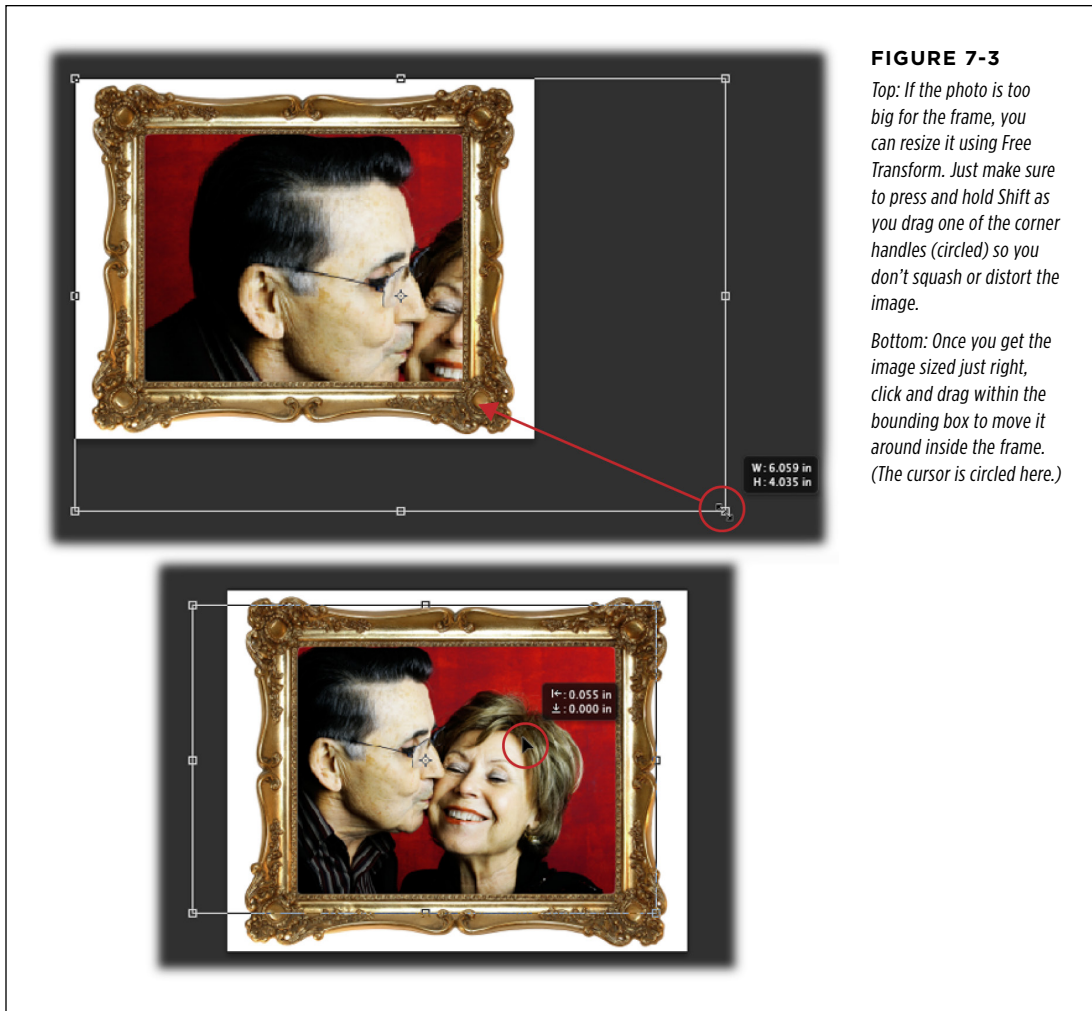 FIGURE 7-3
Top: If the photo is too
big for the frame, you
can resize it using Free
Transform. Just make sure
to press and hold Shift as
you drag one of the corner
handles (circled) so you
don’t squash or distort the
image.
Bottom: Once you get the
image sized just right,
click and drag within the
bounding box to move it
around inside the frame.
(The cursor is circled here.)
W: 6.059 in
H: 4.035 in
: 0.055 in
: 0.000 in